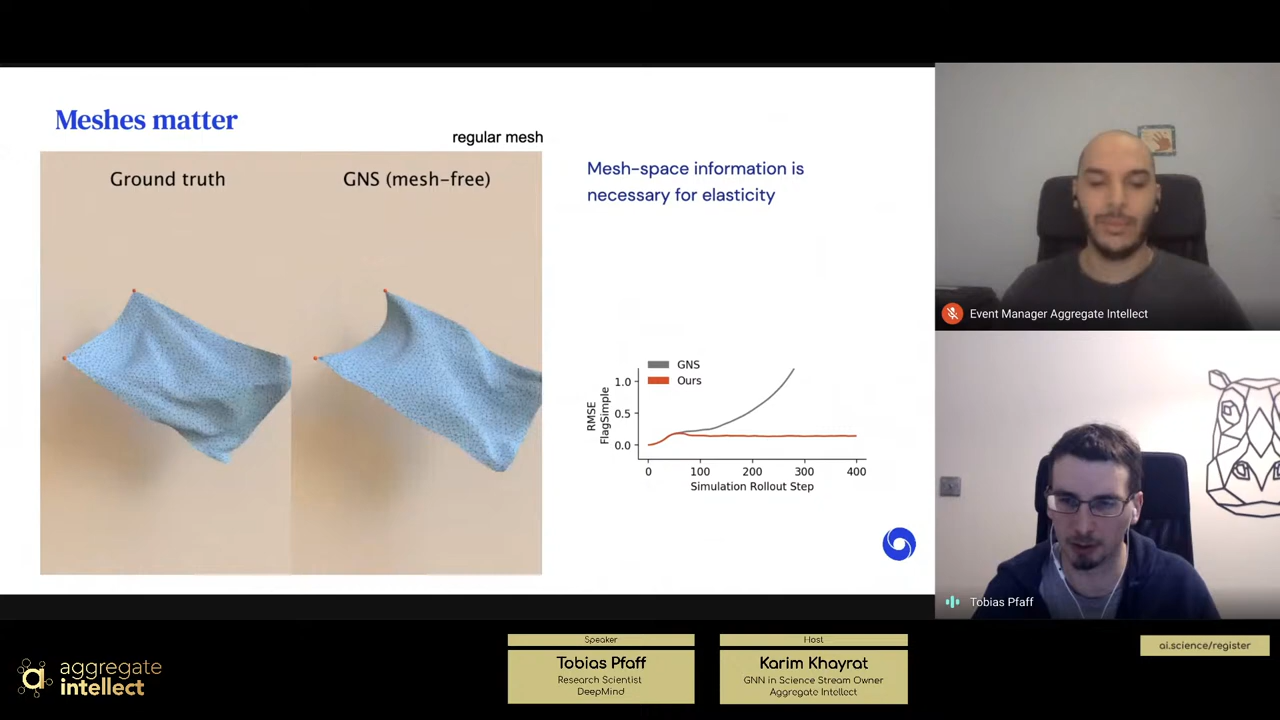 Meshes matter
regular mesh
Ground truth
GNS (mesh-free)
Mesh-space information is
necessary for elasticity
GNS
Ours
RMSE
FlagSimple
1.0
0.5
0.0
0
100
200
300
400
Simulation Rollout Step
Event Manager Aggregate Intellect
Tobias Pfaff
aggregate
intellect
Speaker
Tobias Pfaff
Research Scientist
DeepMind
Host
Karim Khayrat
GNN in Science Stream Owner
Aggregate Intellect
ai.science/register